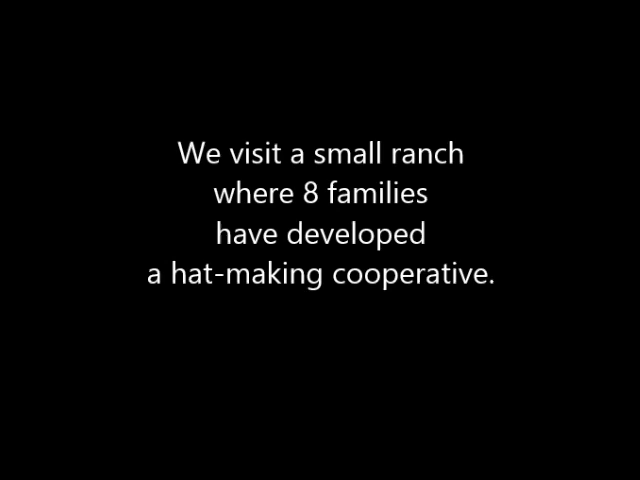 We visit a small ranch
where 8 families
have developed
a hat-making cooperative.